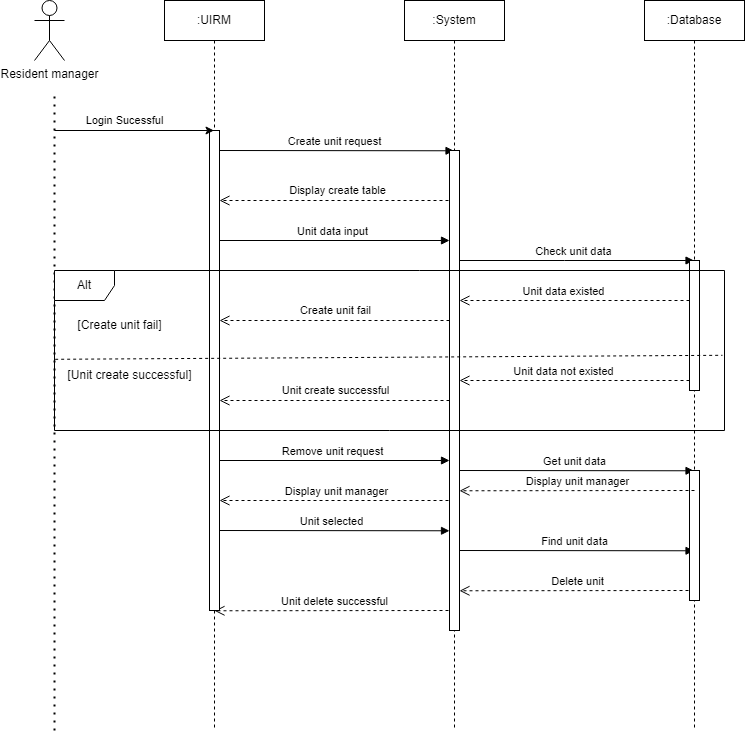 :UIRM
:System
:Database
Resident manager
Login Sucessful
Create unit request
Display create table
Unit data input
Check unit data
Alt
Unit data existed
Create unit fail
[Create unit fail]
Unit data not existed
[Unit create successful]
Unit create successful
Remove unit request
Get unit data
Display unit manager
Display unit manager
Unit selected
Find unit data
Delete unit
Unit delete successful